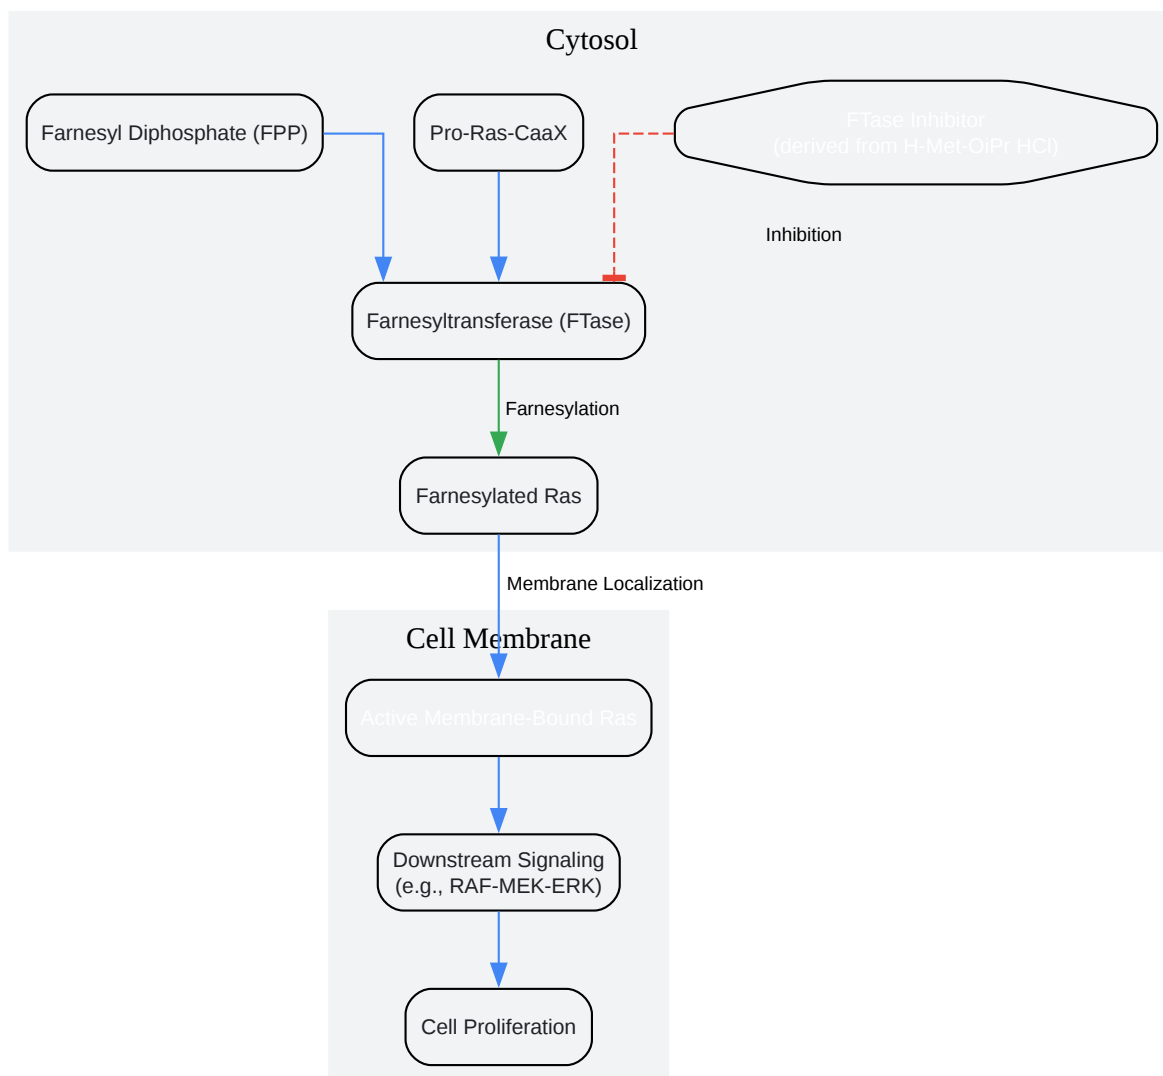 Cytosol
Farnesyl Diphosphate (FPP)
Pro-Ras-CaaX
FTase Inhibitor
(derived from H-Met-OiPr HCl)
Inhibition
Farnesyltransferase (FTase)
Farnesylation
Farnesylated Ras
Membrane Localization
Cell Membrane
Active Membrane-Bound Ras
Downstream Signaling
(e.g., RAF-MEK-ERK)
Cell Proliferation